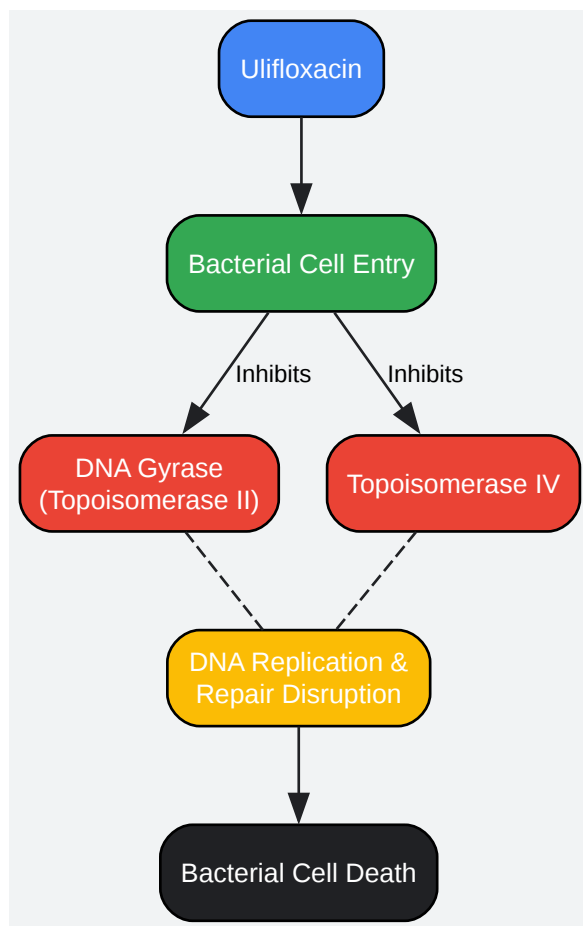 Ulifloxacin
Bacterial Cell Entry
Inhibits
Inhibits
DNA Gyrase
(Topoisomerase II)
Topoisomerase IV
DNA Replication &
Repair Disruption
Bacterial Cell Death